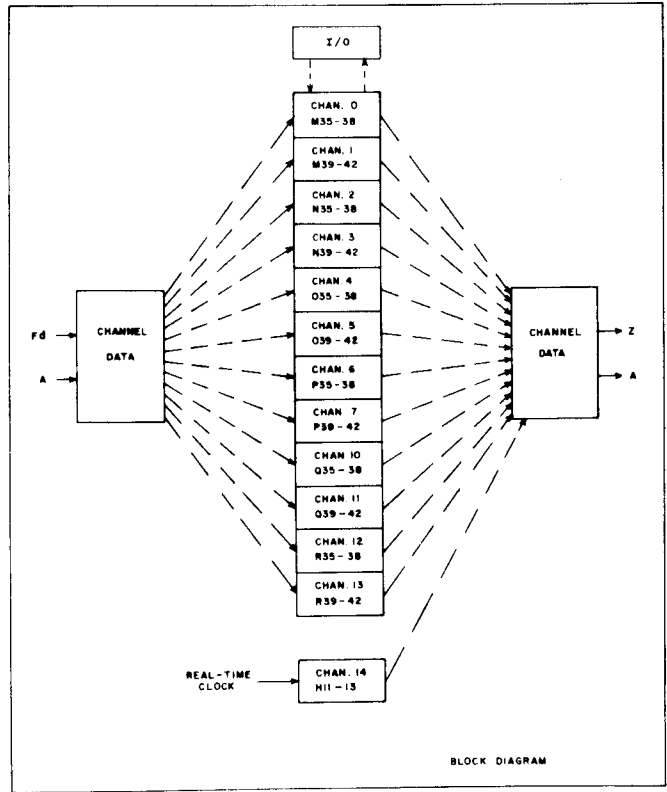 I/O
CHAN. 0
M35-38
CHAN. 1
M39-42
CHAN. 2
N35-38
CHAN. 3
N39-42
CHAN. 4
O35-38
CHAN. 5
O39-42
CHAN. 6
P35-38
CHAN. 7
P39-42
CHAN. 10
Q35-38
CHAN. 11
Q39-42
CHAN. 12
R35-38
CHAN. 13
R39-42
Fd
A
CHANNEL
DATA
CHANNEL
DATA
Z
A
REAL-TIME
CLOCK
CHAN. 14
H11-13
BLOCK DIAGRAM